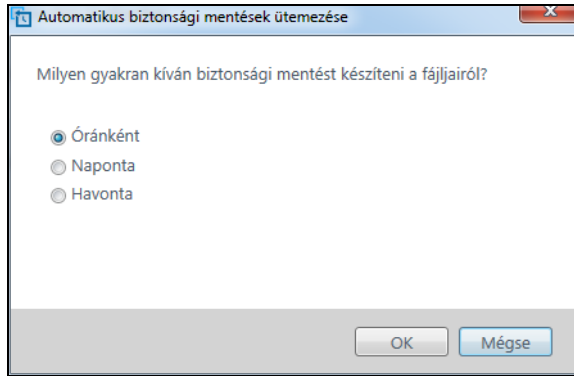 Automatikus biztonsági mentések ütemezése
Milyen gyakran kíván biztonsági mentést készíteni a fájljairól?
Óránként
Naponta
Havonta
OK Mégse